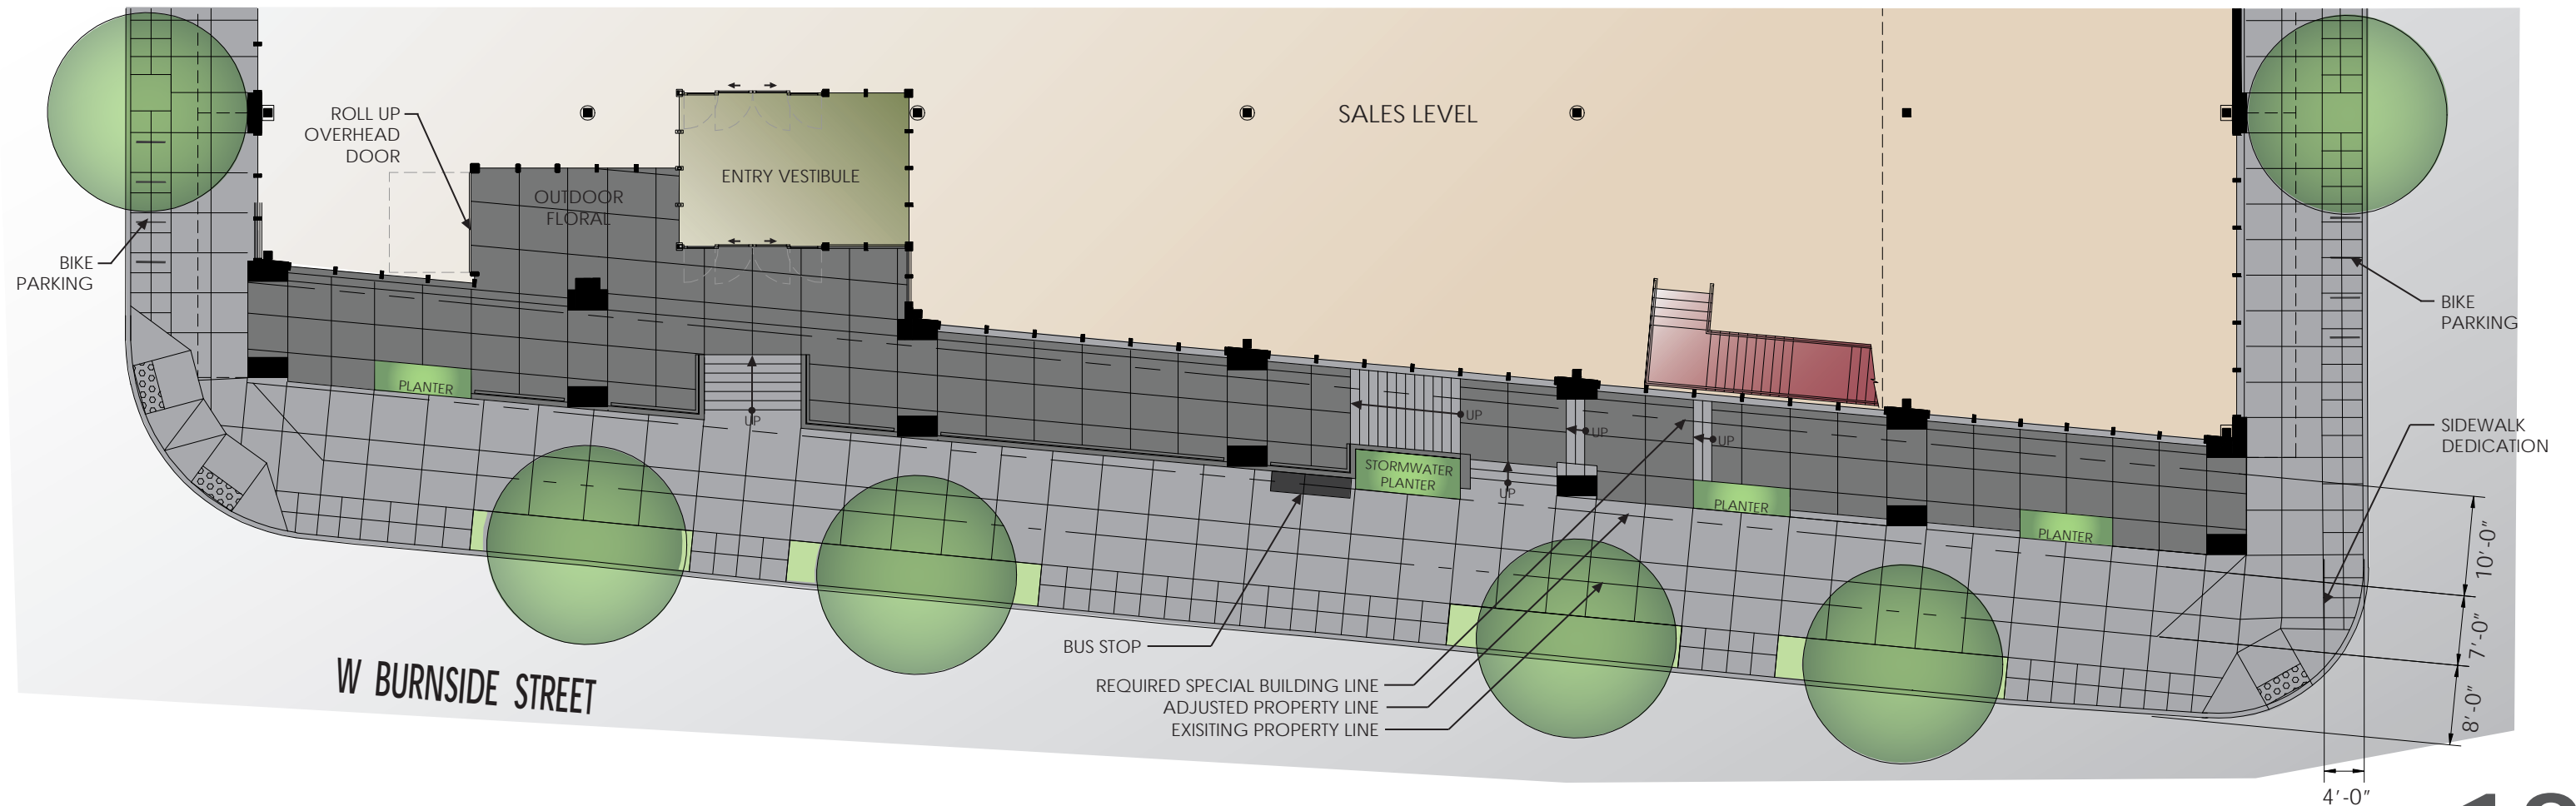 SALES LEVEL
ROLL UP
OVERHEAD
DOOR
ENTRY VESTIBULE
OUTDOOR
FLORAL
BIKE
PARKING
BIKE
PARKING
PLANTER
UP
UP
UP
UP
UP
STORMWATER
PLANTER
PLANTER
PLANTER
SIDEWALK
DEDICATION
10'-0"
7'-0"
8'-0"
4'-0"
BUS STOP
REQUIRED SPECIAL BUILDING LINE
ADJUSTED PROPERTY LINE
EXISITING PROPERTY LINE
W BURNSIDE STREET